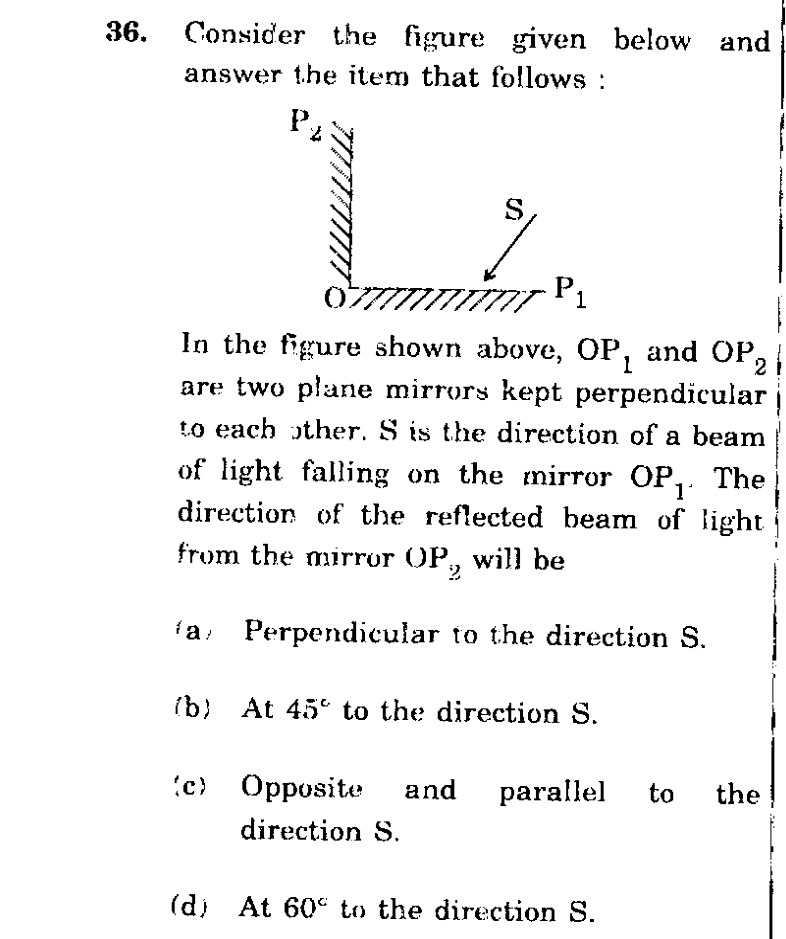 36. Consider the figure given below and
answer the item that follows :
P₂
S
O
P₁
In the figure shown above, OP₁ and OP₂
are two plane mirrors kept perpendicular
to each other. S is the direction of a beam
of light falling on the mirror OP₁. The
direction of the reflected beam of light
from the mirror OP₂ will be
(a) Perpendicular to the direction S.
(b) At 45° to the direction S.
(c) Opposite and parallel to the
direction S.
(d) At 60° to the direction S.